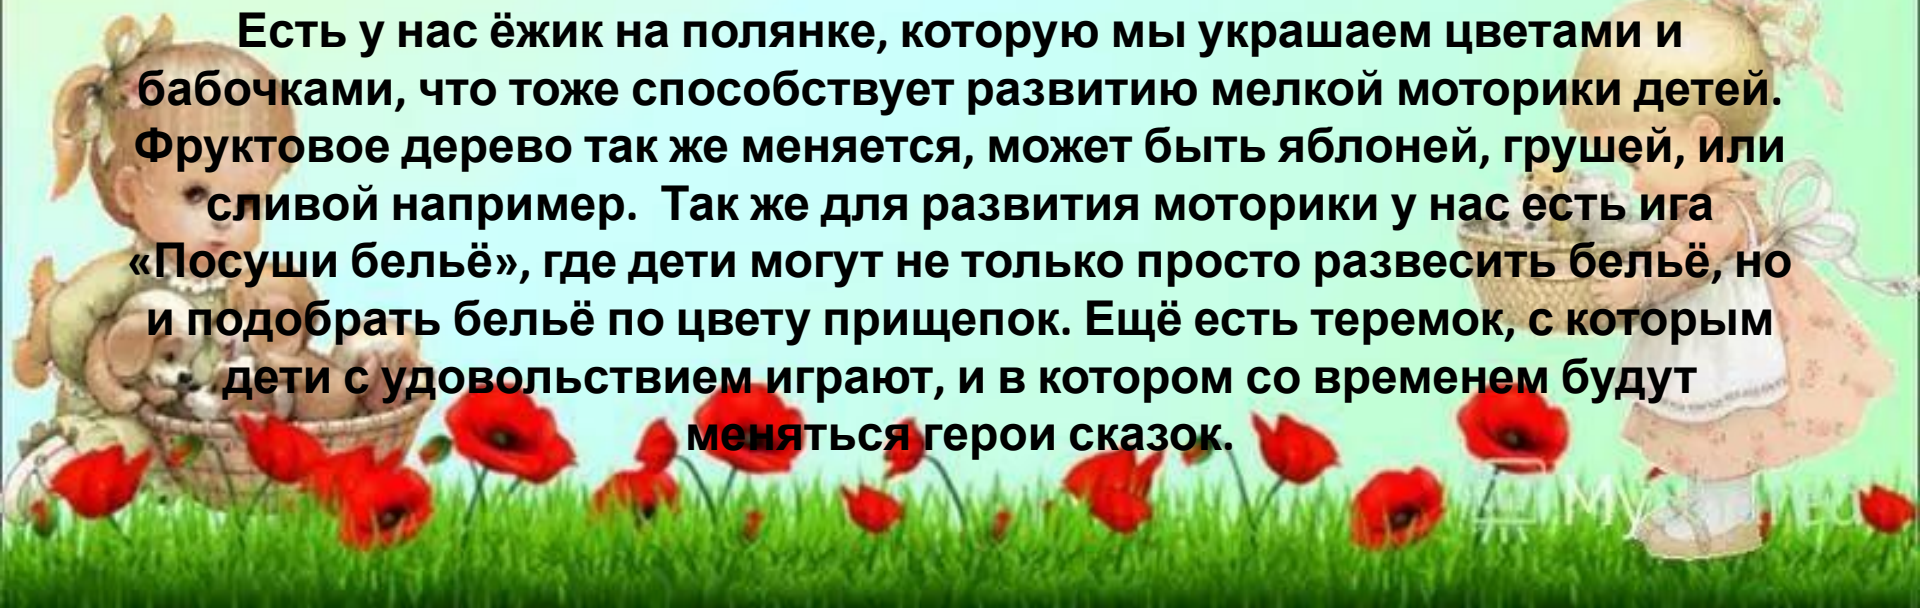 Есть у нас ёжик на полянке, которую мы украшаем цветами и
бабочками, что тоже способствует развитию мелкой моторики детей.
Фруктовое дерево так же меняется, может быть яблоней, грушей, или
сливой например.  Так же для развития моторики у нас есть ига
«Посуши бельё», где дети могут не только просто развесить бельё, но
и подобрать бельё по цвету прищепок. Ещё есть теремок, с которым
дети с удовольствием играют, и в котором со временем будут
меняться герои сказок.